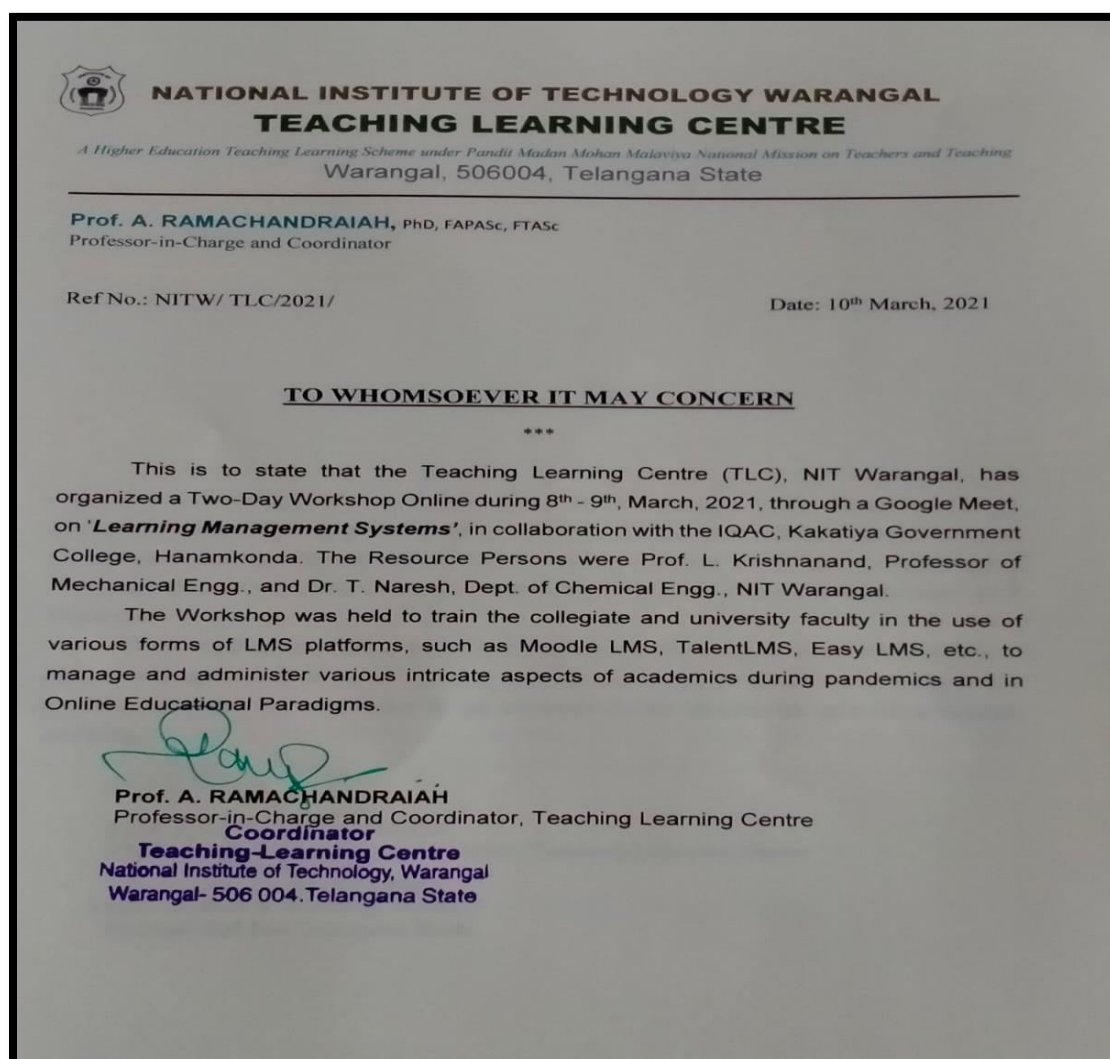 NATIONAL INSTITUTE OF TECHNOLOGY WARANGAL
TEACHING LEARNING CENTRE
A Higher Education Teaching Learning Scheme under Pandit Madan Mohan Malaviya National Mission on Teachers and Teaching
Warangal, 506004, Telangana State
Prof. A. RAMACHANDRAIAH, PhD, FAPASc, FTASc
Professor-in-Charge and Coordinator
Ref No.: NITW/ TLC/2021/ Date: 10th March, 2021
TO WHOMSOEVER IT MAY CONCERN
***
This is to state that the Teaching Learning Centre (TLC), NIT Warangal, has
organized a Two-Day Workshop Online during 8th - 9th, March, 2021, through a Google Meet,
on 'Learning Management Systems', in collaboration with the IQAC, Kakatiya Government
College, Hanamkonda. The Resource Persons were Prof. L. Krishnanand, Professor of
Mechanical Engg., and Dr. T. Naresh, Dept. of Chemical Engg., NIT Warangal.
The Workshop was held to train the collegiate and university faculty in the use of
various forms of LMS platforms, such as Moodle LMS, TalentLMS, Easy LMS, etc., to
manage and administer various intricate aspects of academics during pandemics and in
Online Educational Paradigms.
Prof. A. RAMACHANDRAIAH
Professor-in-Charge and Coordinator, Teaching Learning Centre
Coordinator
Teaching-Learning Centre
National Institute of Technology, Warangal
Warangal- 506 004.Telangana State